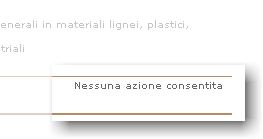 enerali in materiali lignei, plastici,
triali
Nessuna azione consentita